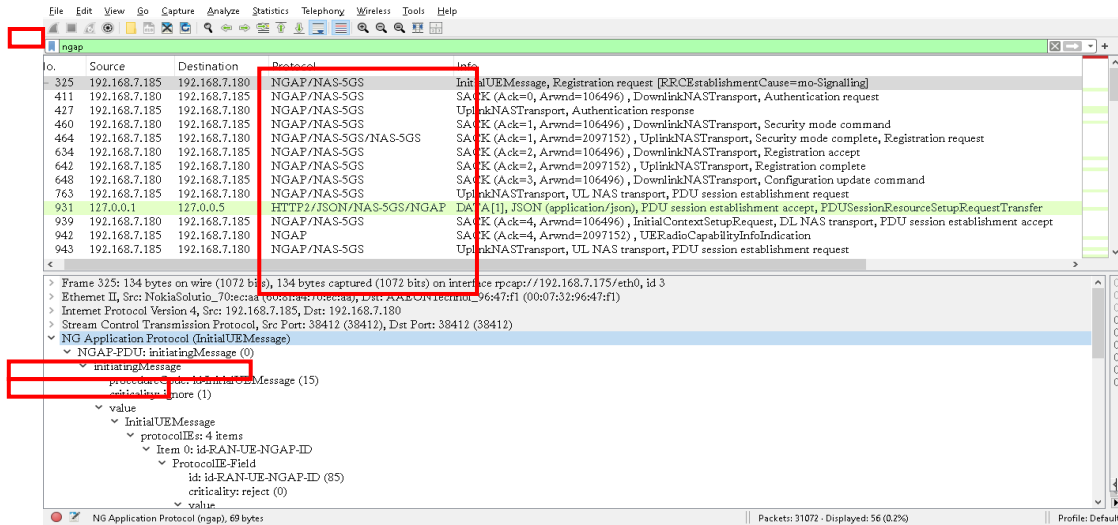 File Edit View Go Capture Analyze Statistics Telephony Wireless Tools Help
ngap
No. Source Destination Protocol Info
325 192.168.7.185 192.168.7.180 NGAP/NAS-5GS InitialUEMessage, Registration request [RRCEstablishmentCause=mo-Signalling]
411 192.168.7.180 192.168.7.185 NGAP/NAS-5GS SACK (Ack=0, Arwnd=106496) , DownlinkNASTransport, Authentication request
427 192.168.7.185 192.168.7.180 NGAP/NAS-5GS UplinkNASTransport, Authentication response
460 192.168.7.180 192.168.7.185 NGAP/NAS-5GS SACK (Ack=1, Arwnd=106496) , DownlinkNASTransport, Security mode command
464 192.168.7.185 192.168.7.180 NGAP/NAS-5GS/NAS-5GS SACK (Ack=1, Arwnd=2097152) , UplinkNASTransport, Security mode complete, Registration request
634 192.168.7.180 192.168.7.185 NGAP/NAS-5GS SACK (Ack=2, Arwnd=106496) , DownlinkNASTransport, Registration accept
642 192.168.7.185 192.168.7.180 NGAP/NAS-5GS SACK (Ack=2, Arwnd=2097152) , UplinkNASTransport, Registration complete
648 192.168.7.180 192.168.7.185 NGAP/NAS-5GS SACK (Ack=3, Arwnd=106496) , DownlinkNASTransport, Configuration update command
763 192.168.7.185 192.168.7.180 NGAP/NAS-5GS UplinkNASTransport, UL NAS transport, PDU session establishment request
931 127.0.0.1 127.0.0.5 HTTP2/JSON/NAS-5GS/NGAP DATA[1], JSON (application/json), PDU session establishment accept, PDUSessionResourceSetupRequestTransfer
939 192.168.7.180 192.168.7.185 NGAP/NAS-5GS SACK (Ack=4, Arwnd=106496) , InitialContextSetupRequest, DL NAS transport, PDU session establishment accept
942 192.168.7.185 192.168.7.180 NGAP SACK (Ack=4, Arwnd=2097152) , UERadioCapabilityInfoIndication
943 192.168.7.185 192.168.7.180 NGAP/NAS-5GS UplinkNASTransport, UL NAS transport, PDU session establishment request
Frame 325: 134 bytes on wire (1072 bits), 134 bytes captured (1072 bits) on interface rpcap://192.168.7.175/eth0, id 3
Ethernet II, Src: NokiaSolutio_70:ec:aa (60:81:a4:70:ec:aa), Dst: AAEONTechnol_96:47:f1 (00:07:32:96:47:f1)
Internet Protocol Version 4, Src: 192.168.7.185, Dst: 192.168.7.180
Stream Control Transmission Protocol, Src Port: 38412 (38412), Dst Port: 38412 (38412)
NG Application Protocol (InitialUEMessage)
NGAP-PDU: initiatingMessage (0)
initiatingMessage
procedureCode: id-InitialUEMessage (15)
criticality: ignore (1)
value
InitialUEMessage
protocolIEs: 4 items
Item 0: id-RAN-UE-NGAP-ID
ProtocolIE-Field
id: id-RAN-UE-NGAP-ID (85)
criticality: reject (0)
value
NG Application Protocol (ngap), 69 bytes Packets: 31072 · Displayed: 56 (0.2%) Profile: Default